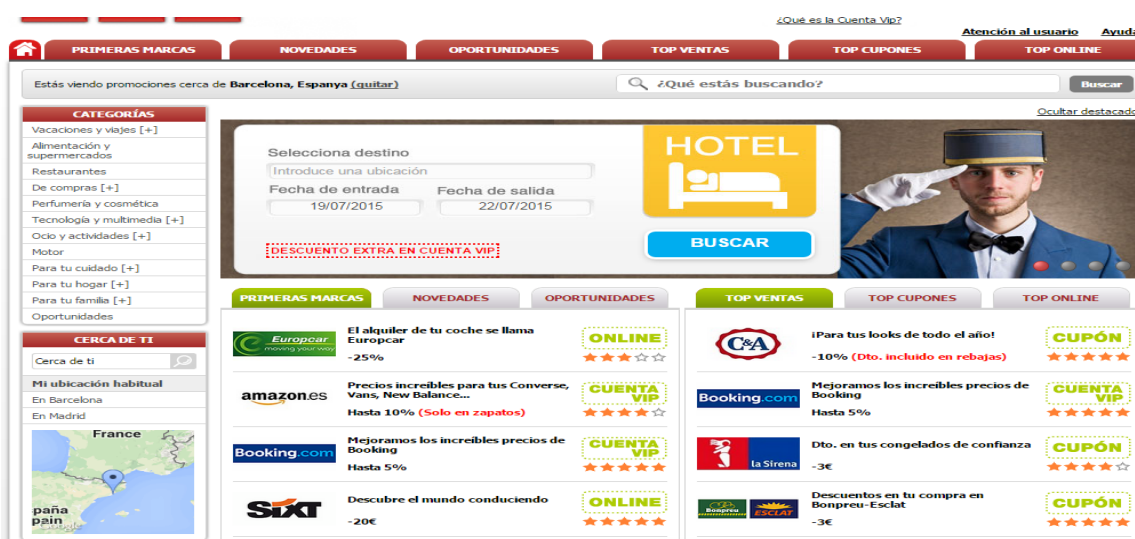 ¿Qué es la Cuenta Vip?
Atención al usuario Ayuda
PRIMERAS MARCAS NOVEDADES OPORTUNIDADES TOP VENTAS TOP CUPONES TOP ONLINE
Estás viendo promociones cerca de Barcelona, Espanya (quitar)
¿Qué estás buscando?
Buscar
Ocultar destacado
CATEGORÍAS
Vacaciones y viajes [+]
Alimentación y
supermercados
Restaurantes
De compras [+]
Perfumería y cosmética
Tecnología y multimedia [+]
Ocio y actividades [+]
Motor
Para tu cuidado [+]
Para tu hogar [+]
Para tu familia [+]
Oportunidades
CERCA DE TI
Cerca de ti
Mi ubicación habitual
En Barcelona
En Madrid
France
paña
pain
Google
Selecciona destino
Introduce una ubicación
Fecha de entrada Fecha de salida
19/07/2015 22/07/2015
DESCUENTO EXTRA EN CUENTA VIP
HOTEL
BUSCAR
PRIMERAS MARCAS NOVEDADES OPORTUNIDADES
Europcar
moving your way
El alquiler de tu coche se llama
Europcar
-25%
ONLINE
amazon.es
Precios increíbles para tus Converse,
Vans, New Balance...
Hasta 10% (Solo en zapatos)
CUENTA
VIP
Booking.com
Mejoramos los increíbles precios de
Booking
Hasta 5%
CUENTA
VIP
SIXT
Descubre el mundo conduciendo
-20€
ONLINE
TOP VENTAS TOP CUPONES TOP ONLINE
C&A
¡Para tus looks de todo el año!
-10% (Dto. incluido en rebajas)
CUPÓN
Booking.com
Mejoramos los increíbles precios de
Booking
Hasta 5%
CUENTA
VIP
la Sirena
Dto. en tus congelados de confianza
-3€
CUPÓN
Bonpreu ESCLAT
Descuentos en tu compra en
Bonpreu-Esclat
-3€
CUPÓN